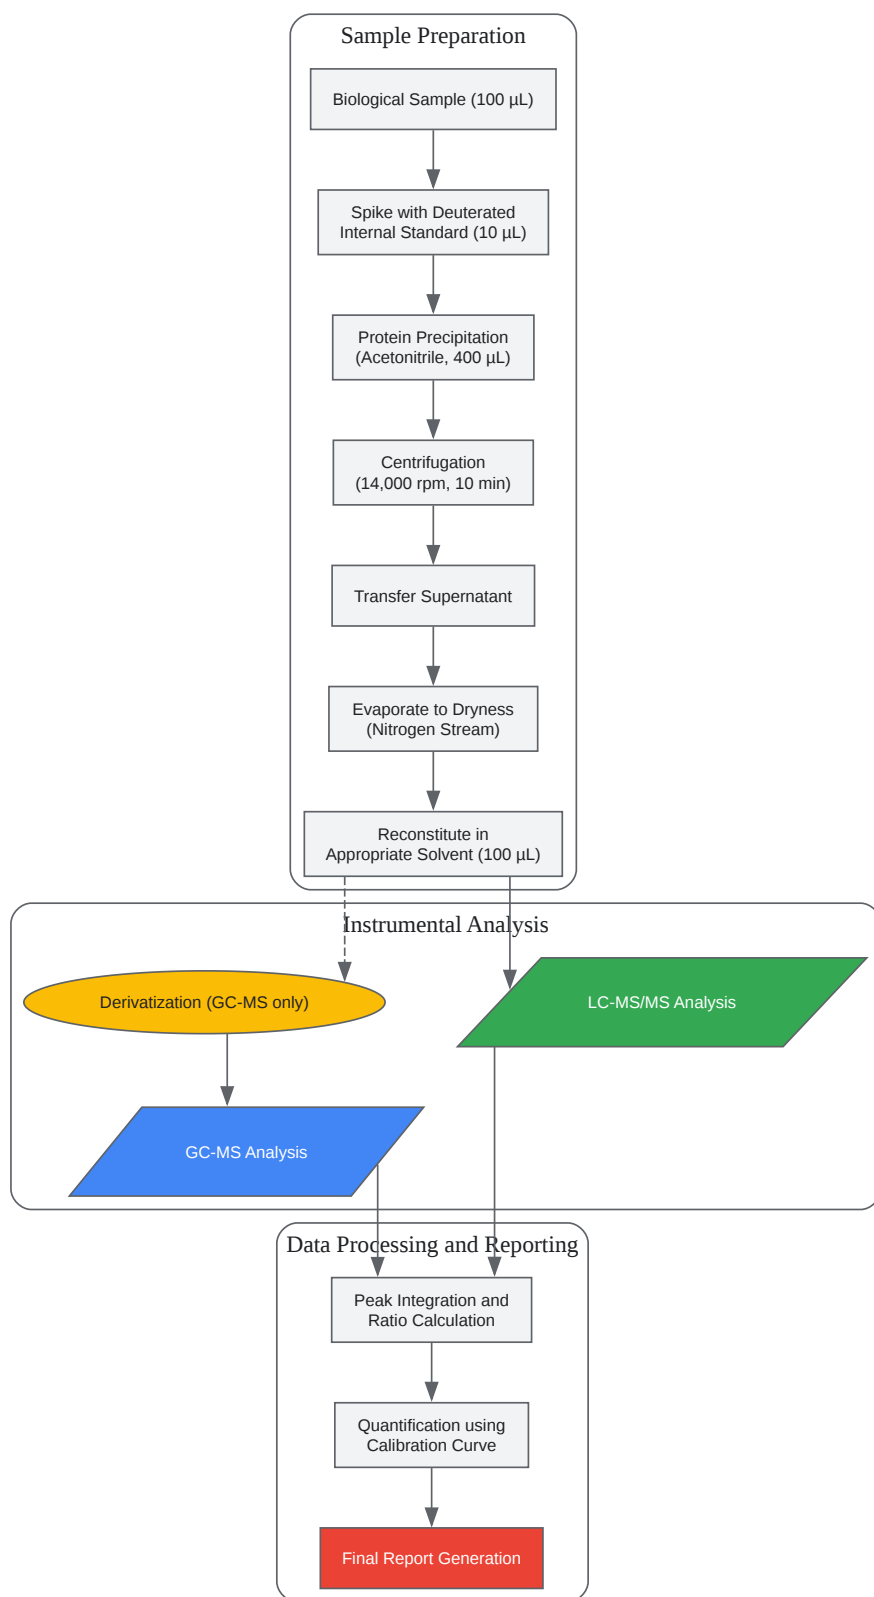 Sample Preparation
Biological Sample (100 µL)
Spike with Deuterated
Internal Standard (10 µL)
Protein Precipitation
(Acetonitrile, 400 µL)
Centrifugation
(14,000 rpm, 10 min)
Transfer Supernatant
Evaporate to Dryness
(Nitrogen Stream)
Reconstitute in
Appropriate Solvent (100 µL)
Instrumental Analysis
Derivatization (GC-MS only)
LC-MS/MS Analysis
GC-MS Analysis
Data Processing and Reporting
Peak Integration and
Ratio Calculation
Quantification using
Calibration Curve
Final Report Generation